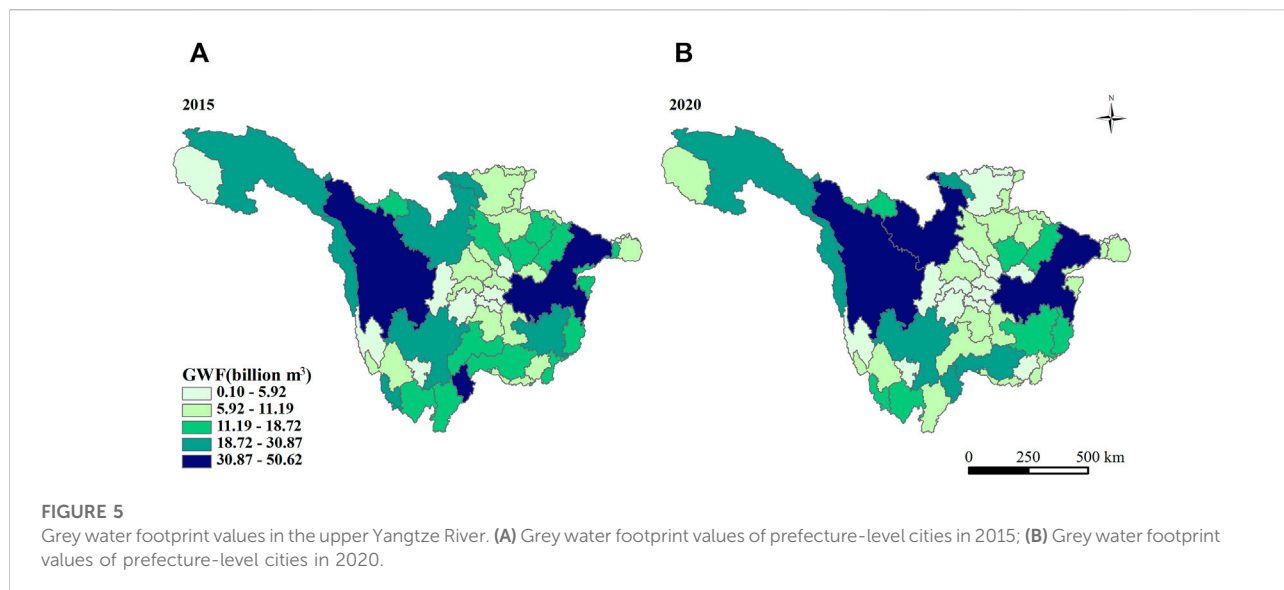 A
B
2015
2020
N
GWF(billion m³)
0.10 - 5.92
5.92 - 11.19
11.19 - 18.72
18.72 - 30.87
30.87 - 50.62
0 250 500 km
FIGURE 5
Grey water footprint values in the upper Yangtze River. (A) Grey water footprint values of prefecture-level cities in 2015; (B) Grey water footprint
values of prefecture-level cities in 2020.